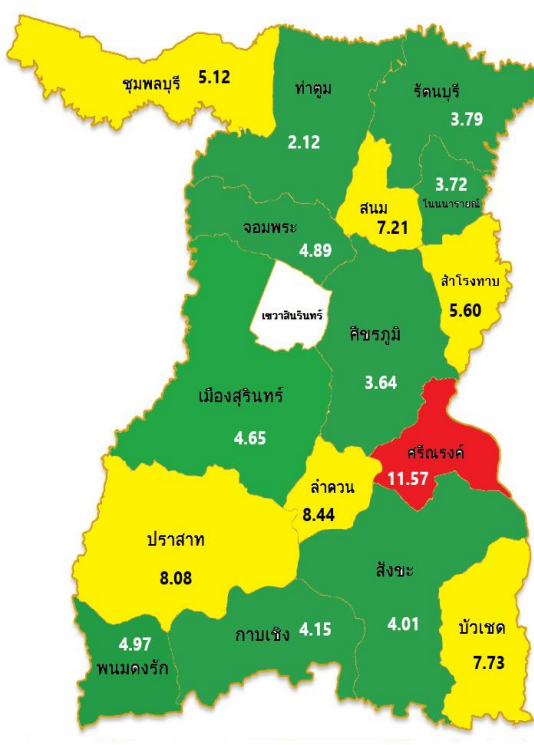 ชุมพลบุรี 5.12
ท่าตูม
2.12
รัตนบุรี
3.79
3.72
โนนนารายณ์
สนม
7.21
จอมพระ
4.89
สำโรงทาบ
5.60
เขวาสินรินทร์
ศีขรภูมิ
3.64
เมืองสุรินทร์
4.65
ศรีณรงค์
11.57
ลำดวน
8.44
ปราสาท
8.08
สังขะ
4.01
บัวเชด
7.73
กาบเชิง 4.15
4.97
พนมดงรัก